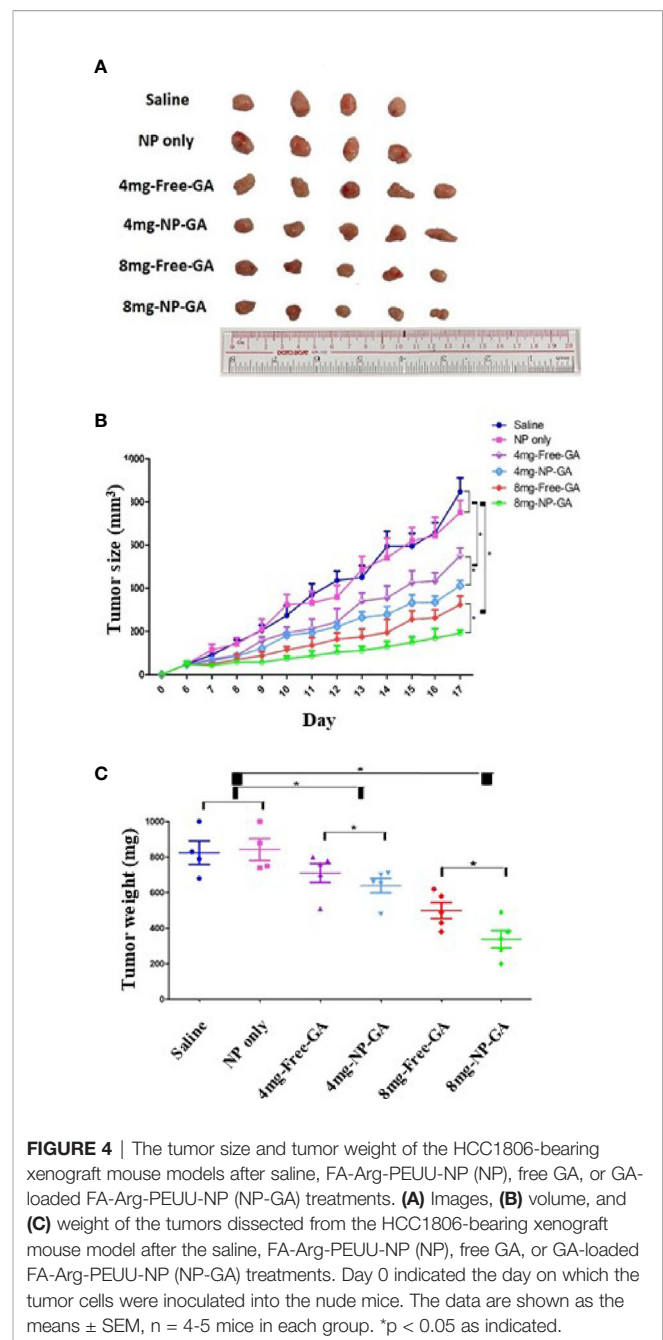 A
Saline
NP only
4mg-Free-GA
4mg-NP-GA
8mg-Free-GA
8mg-NP-GA
B
Saline
NP only
4mg-Free-GA
4mg-NP-GA
8mg-Free-GA
8mg-NP-GA
Tumor size (mm³)
1000
800
600
400
200
0
0 6 7 8 9 10 11 12 13 14 15 16 17
* * * *
Day
C
* * * *
Tumor weight (mg)
1000
800
600
400
200
0
Saline
NP only
4mg-Free-GA
4mg-NP-GA
8mg-Free-GA
8mg-NP-GA
FIGURE 4 | The tumor size and tumor weight of the HCC1806-bearing
xenograft mouse models after saline, FA-Arg-PEUU-NP (NP), free GA, or GA-
loaded FA-Arg-PEUU-NP (NP-GA) treatments. (A) Images, (B) volume, and
(C) weight of the tumors dissected from the HCC1806-bearing xenograft
mouse model after the saline, FA-Arg-PEUU-NP (NP), free GA, or GA-loaded
FA-Arg-PEUU-NP (NP-GA) treatments. Day 0 indicated the day on which the
tumor cells were inoculated into the nude mice. The data are shown as the
means ± SEM, n = 4-5 mice in each group. *p < 0.05 as indicated.